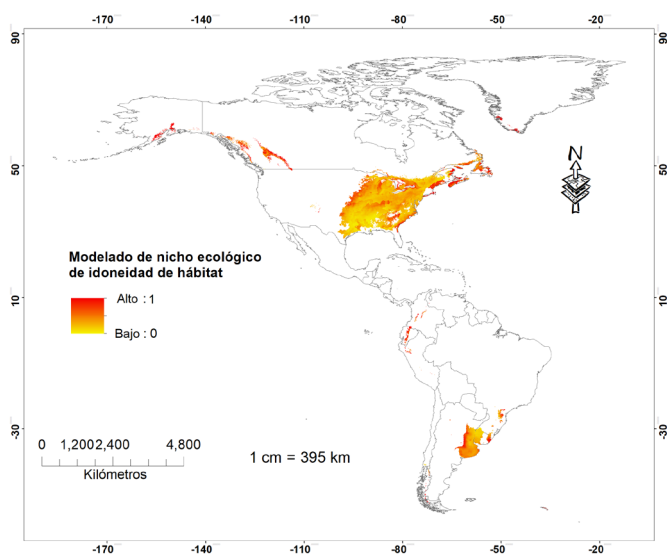 -170 -140 -110 -80 -50 -20
90 90
50 50
N
Modelado de nicho ecológico
de idoneidad de hábitat
Alto : 1
Bajo : 0
10 10
-30 -30
0 1,200 2,400 4,800
Kilómetros
1 cm = 395 km
-170 -140 -110 -80 -50 -20